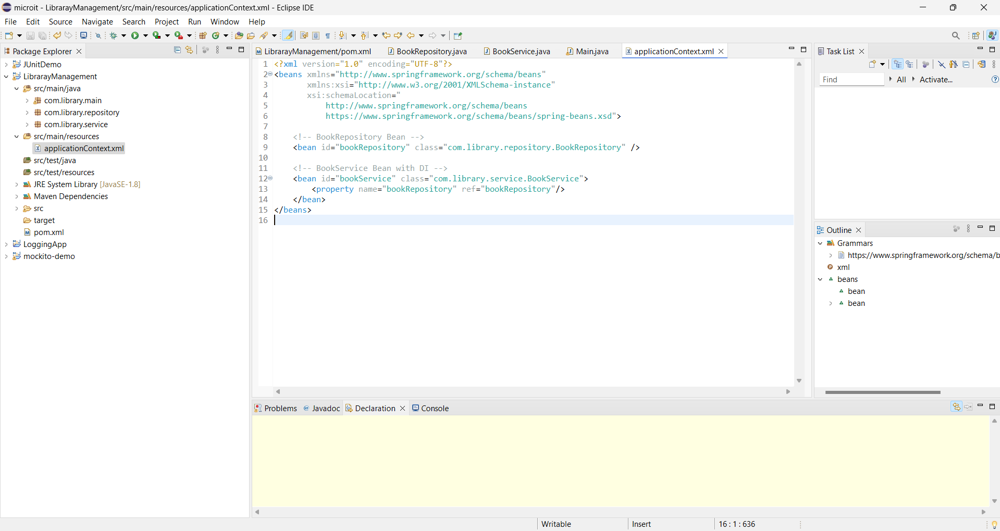 microit - LibrarayManagement/src/main/resources/applicationContext.xml - Eclipse IDE
File Edit Source Navigate Search Project Run Window Help
Package Explorer
JUnitDemo
LibrarayManagement
src/main/java
com.library.main
com.library.repository
com.library.service
src/main/resources
applicationContext.xml
src/test/java
src/test/resources
JRE System Library [JavaSE-1.8]
Maven Dependencies
src
target
pom.xml
LoggingApp
mockito-demo
LibrarayManagement/pom.xml BookRepository.java BookService.java Main.java applicationContext.xml
1 <?xml version="1.0" encoding="UTF-8"?>
2 <beans xmlns="http://www.springframework.org/schema/beans"
3 xmlns:xsi="http://www.w3.org/2001/XMLSchema-instance"
4 xsi:schemaLocation="
5 http://www.springframework.org/schema/beans
6 https://www.springframework.org/schema/beans/spring-beans.xsd">
7
8 <!-- BookRepository Bean -->
9 <bean id="bookRepository" class="com.library.repository.BookRepository" />
10
11 <!-- BookService Bean with DI -->
12 <bean id="bookService" class="com.library.service.BookService">
13 <property name="bookRepository" ref="bookRepository"/>
14 </bean>
15 </beans>
16
Task List
Find All Activate...
Outline
Grammars
https://www.springframework.org/schema/b
xml
beans
bean
bean
Problems Javadoc Declaration Console
Writable Insert 16 : 1 : 636